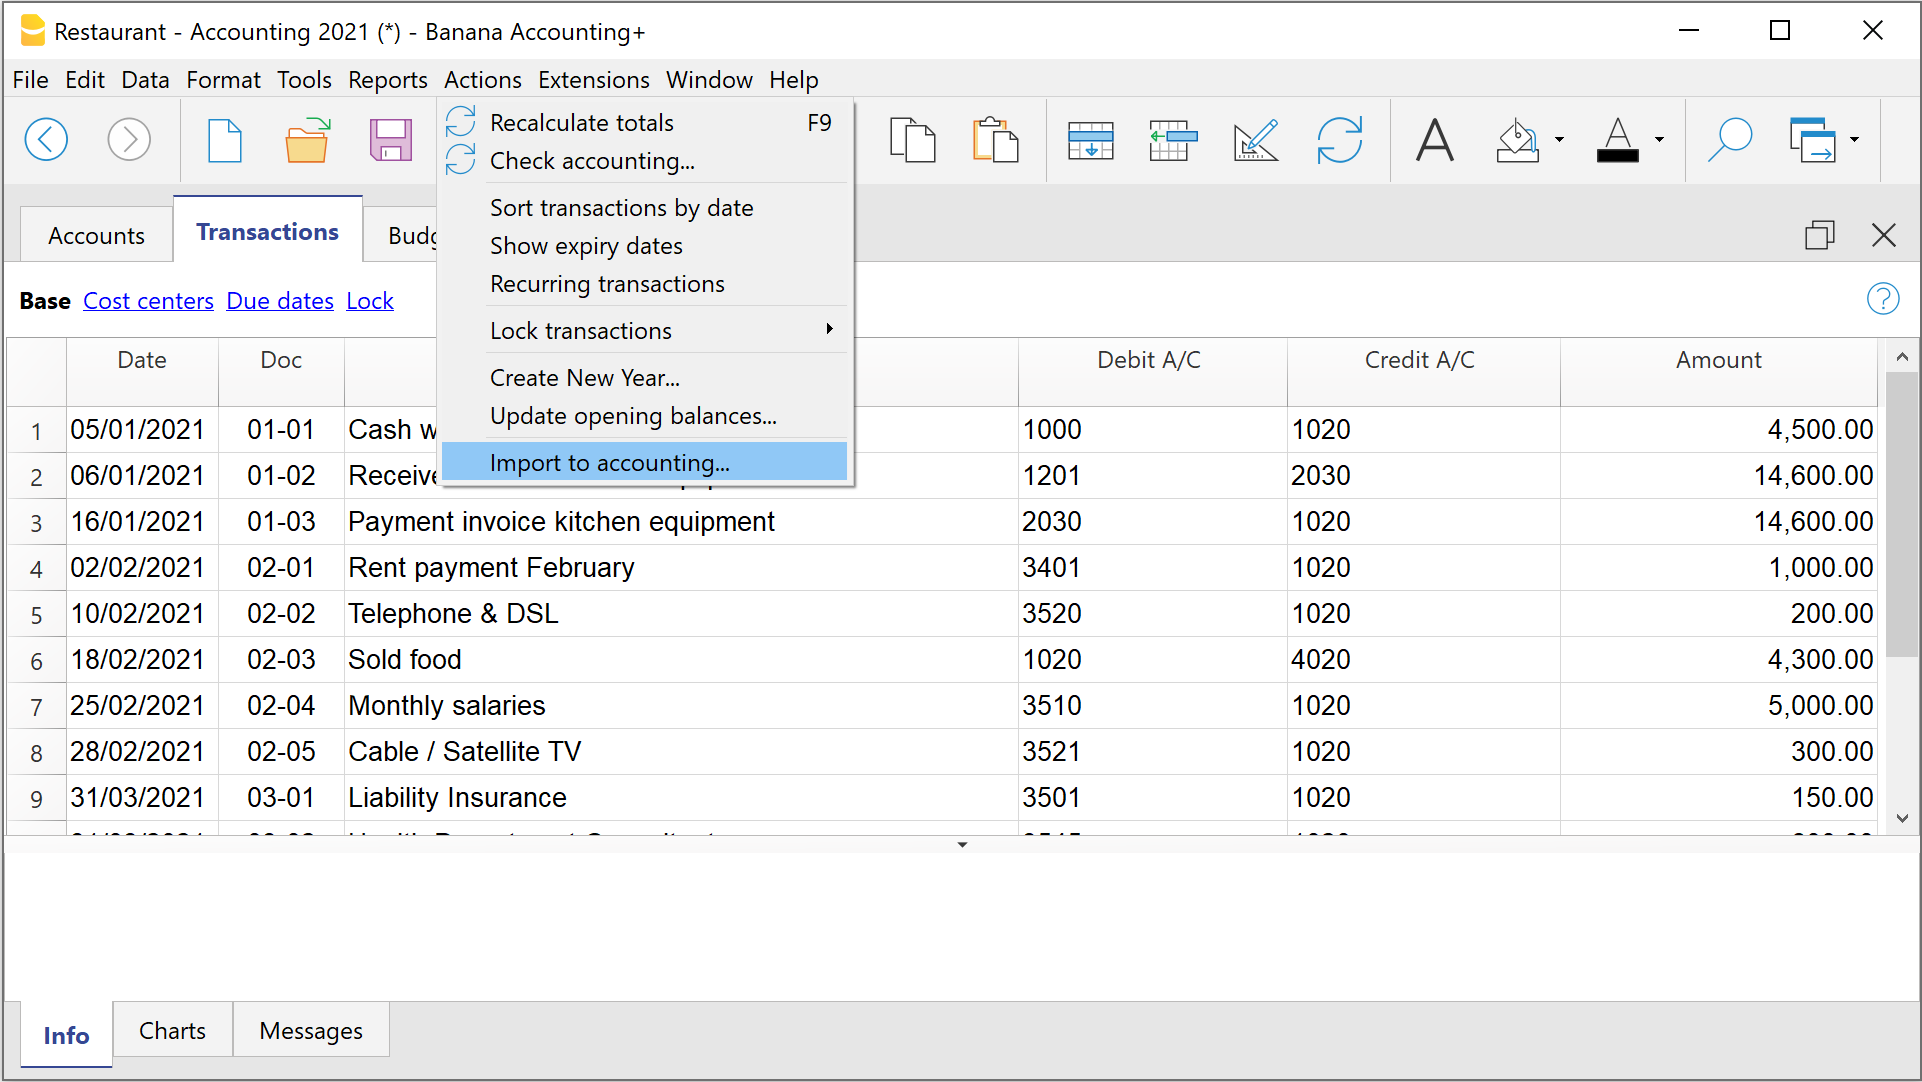 Restaurant - Accounting 2021 (*) - Banana Accounting+
File Edit Data Format Tools Reports Actions Extensions Window Help
Recalculate totals F9
Check accounting...
Sort transactions by date
Show expiry dates
Recurring transactions
Lock transactions
Create New Year...
Update opening balances...
Import to accounting...
Accounts Transactions
Base Cost centers Due dates Lock
Date Doc Debit A/C Credit A/C Amount
1 05/01/2021 01-01 Cash 1000 1020 4,500.00
2 06/01/2021 01-02 1201 2030 14,600.00
3 16/01/2021 01-03 Payment invoice kitchen equipment 2030 1020 14,600.00
4 02/02/2021 02-01 Rent payment February 3401 1020 1,000.00
5 10/02/2021 02-02 Telephone & DSL 3520 1020 200.00
6 18/02/2021 02-03 Sold food 1020 4020 4,300.00
7 25/02/2021 02-04 Monthly salaries 3510 1020 5,000.00
8 28/02/2021 02-05 Cable / Satellite TV 3521 1020 300.00
9 31/03/2021 03-01 Liability Insurance 3501 1020 150.00
Info Charts Messages